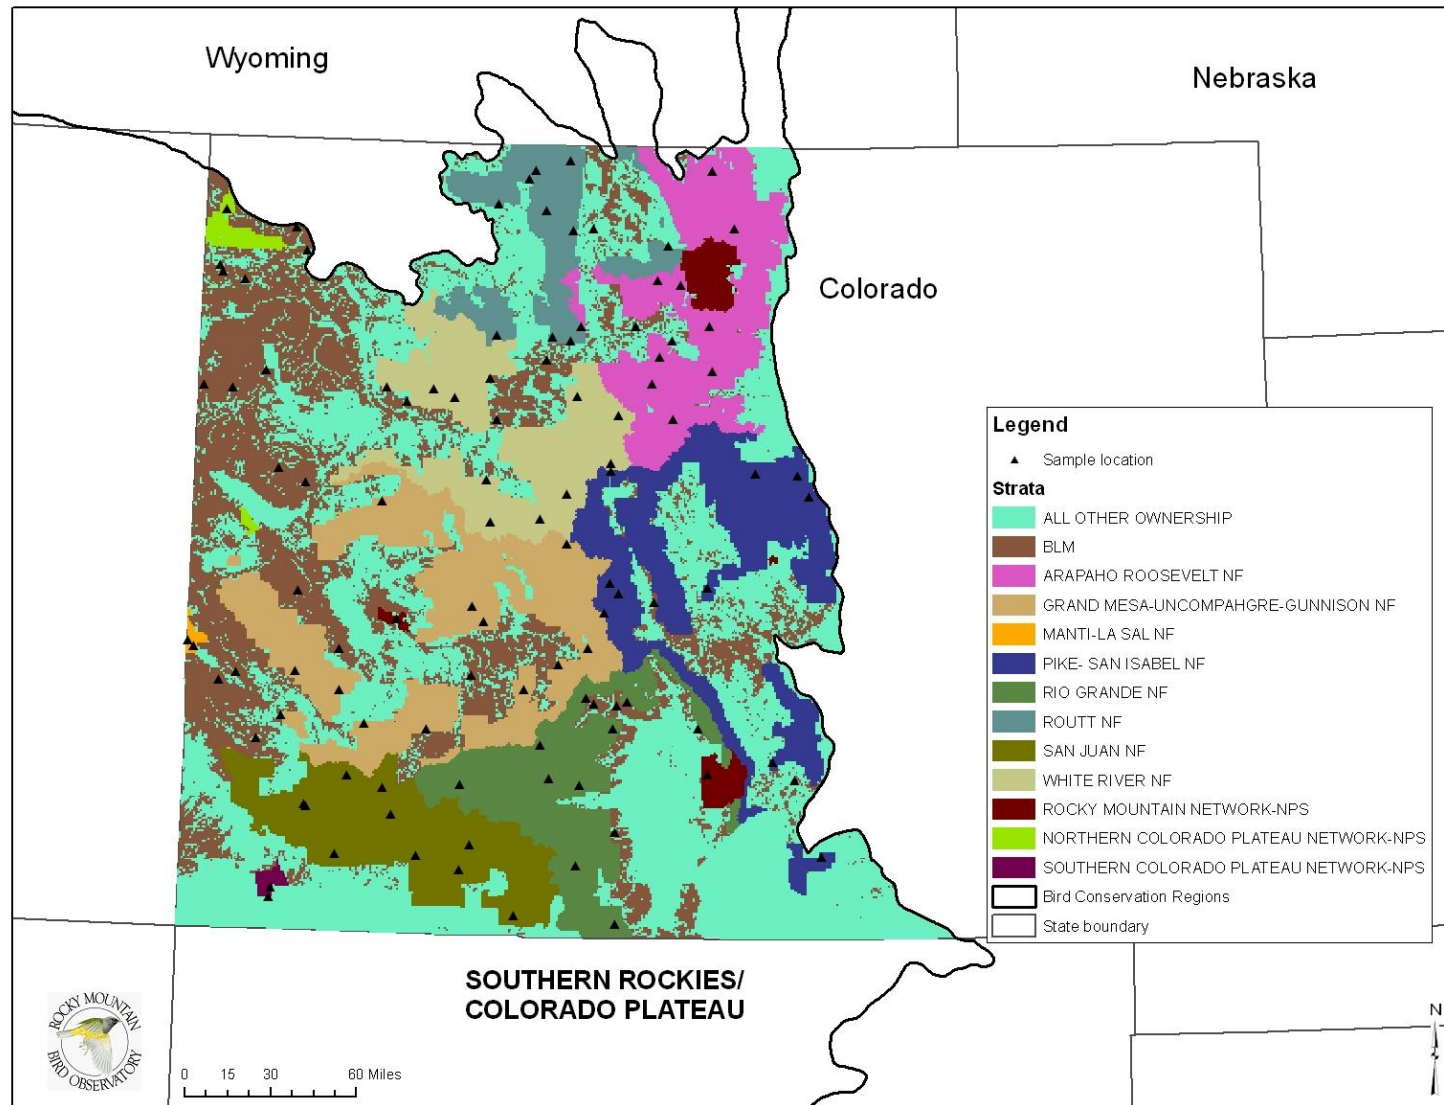 Wyoming
Nebraska
Colorado
Legend
Sample location
Strata
ALL OTHER OWNERSHIP
BLM
ARAPAHO ROOSEVELT NF
GRAND MESA-UNCOMPAHGRE-GUNNISON NF
MANTI-LA SAL NF
PIKE- SAN ISABEL NF
RIO GRANDE NF
ROUTT NF
SAN JUAN NF
WHITE RIVER NF
ROCKY MOUNTAIN NETWORK-NPS
NORTHERN COLORADO PLATEAU NETWORK-NPS
SOUTHERN COLORADO PLATEAU NETWORK-NPS
Bird Conservation Regions
State boundary
SOUTHERN ROCKIES/
COLORADO PLATEAU
ROCKY MOUNTAIN
BIRD OBSERVATORY
0 15 30 60 Miles
N